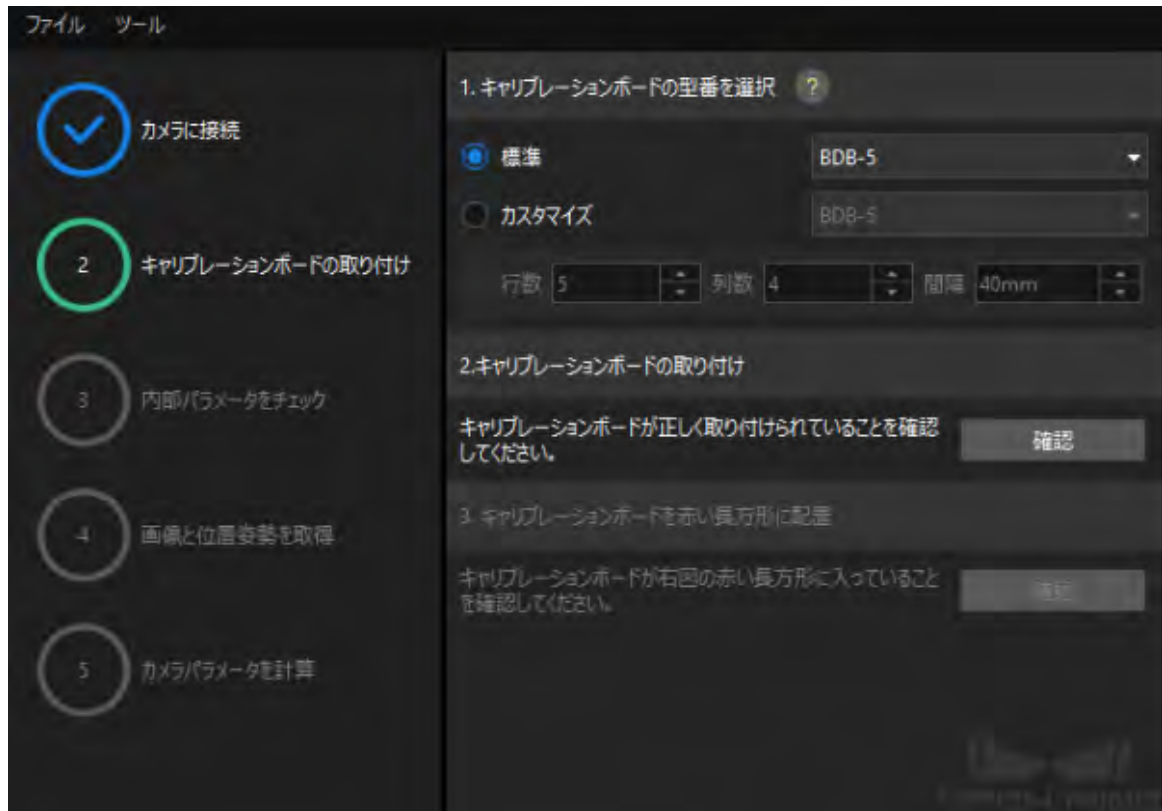 ファイル ツール
カメラに接続
2 キャリブレーションボードの取り付け
3 内部パラメータをチェック
4 画像と位置姿勢を取得
5 カメラパラメータを計算
1. キャリブレーションボードの型番を選択 ?
標準 BDB-5
カスタマイズ BDB-5
行数 5 列数 4 間隔 40mm
2.キャリブレーションボードの取り付け
キャリブレーションボードが正しく取り付けられていることを確認
してください。
確認
3. キャリブレーションボードを赤い長方形に配置
キャリブレーションボードが右図の赤い長方形に入っていること
を確認してください。
確認